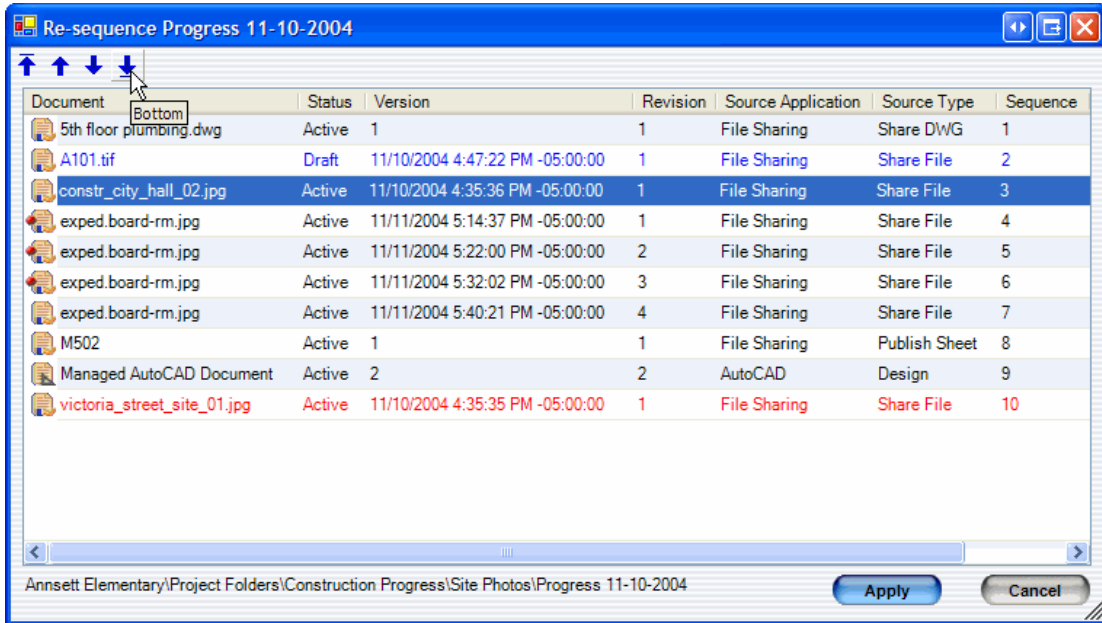 Re-sequence Progress 11-10-2004
Document Status Version Revision Source Application Source Type Sequence
Bottom
5th floor plumbing.dwg Active 1 1 File Sharing Share DWG 1
A101.tif Draft 11/10/2004 4:47:22 PM -05:00:00 1 File Sharing Share File 2
constr_city_hall_02.jpg Active 11/10/2004 4:35:36 PM -05:00:00 1 File Sharing Share File 3
exped.board-rm.jpg Active 11/11/2004 5:14:37 PM -05:00:00 1 File Sharing Share File 4
exped.board-rm.jpg Active 11/11/2004 5:22:00 PM -05:00:00 2 File Sharing Share File 5
exped.board-rm.jpg Active 11/11/2004 5:32:02 PM -05:00:00 3 File Sharing Share File 6
exped.board-rm.jpg Active 11/11/2004 5:40:21 PM -05:00:00 4 File Sharing Share File 7
M502 Active 1 1 File Sharing Publish Sheet 8
Managed AutoCAD Document Active 2 2 AutoCAD Design 9
victoria_street_site_01.jpg Active 11/10/2004 4:35:35 PM -05:00:00 1 File Sharing Share File 10
Annsett Elementary\Project Folders\Construction Progress\Site Photos\Progress 11-10-2004 Apply Cancel